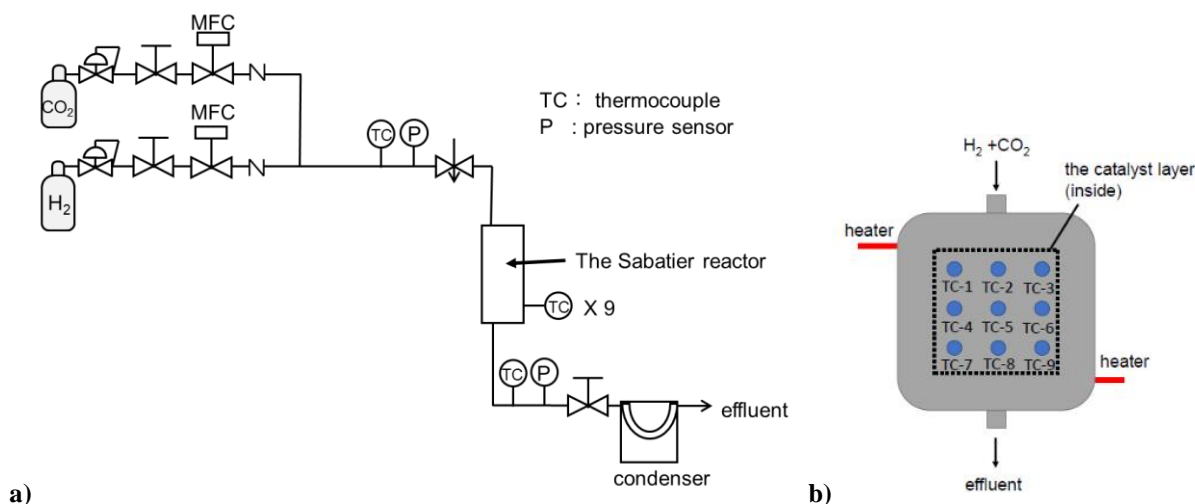 MFC
CO2
MFC
H2
TC : thermocouple
P : pressure sensor
TC
P
The Sabatier reactor
TC X 9
TC
P
effluent
condenser
a)
H2 +CO2
the catalyst layer
(inside)
heater
TC-1 TC-2 TC-3
TC-4 TC-5 TC-6
TC-7 TC-8 TC-9
heater
effluent
b)